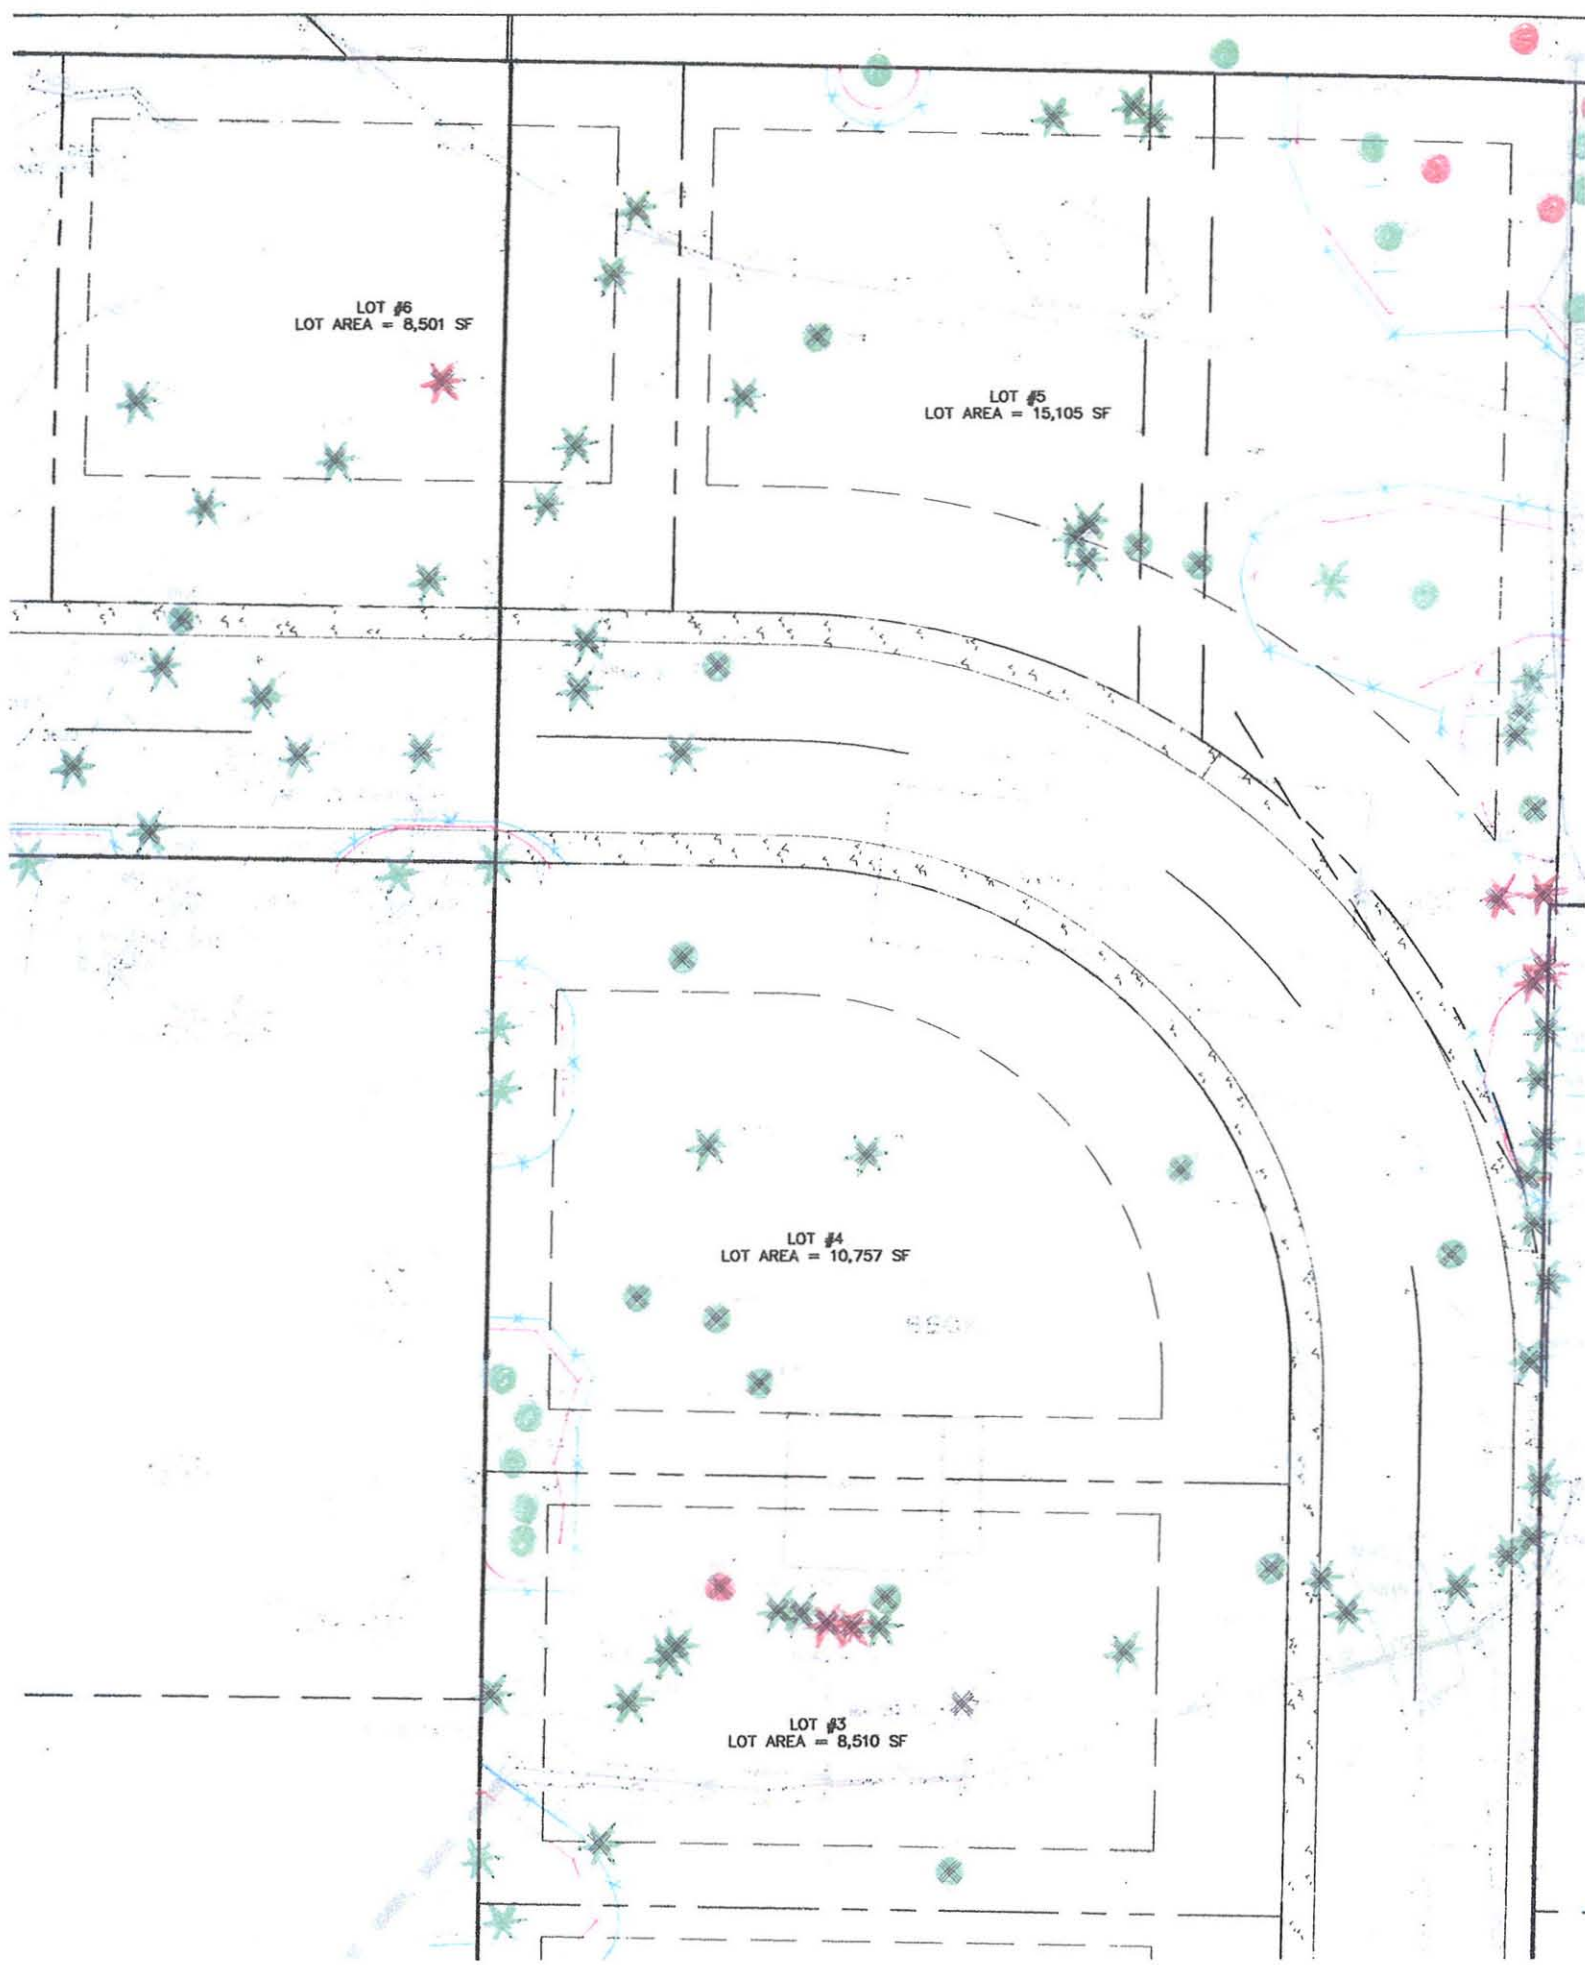 LOT #6
LOT AREA = 8,501 SF
LOT #5
LOT AREA = 15,105 SF
LOT #4
LOT AREA = 10,757 SF
LOT #3
LOT AREA = 8,510 SF